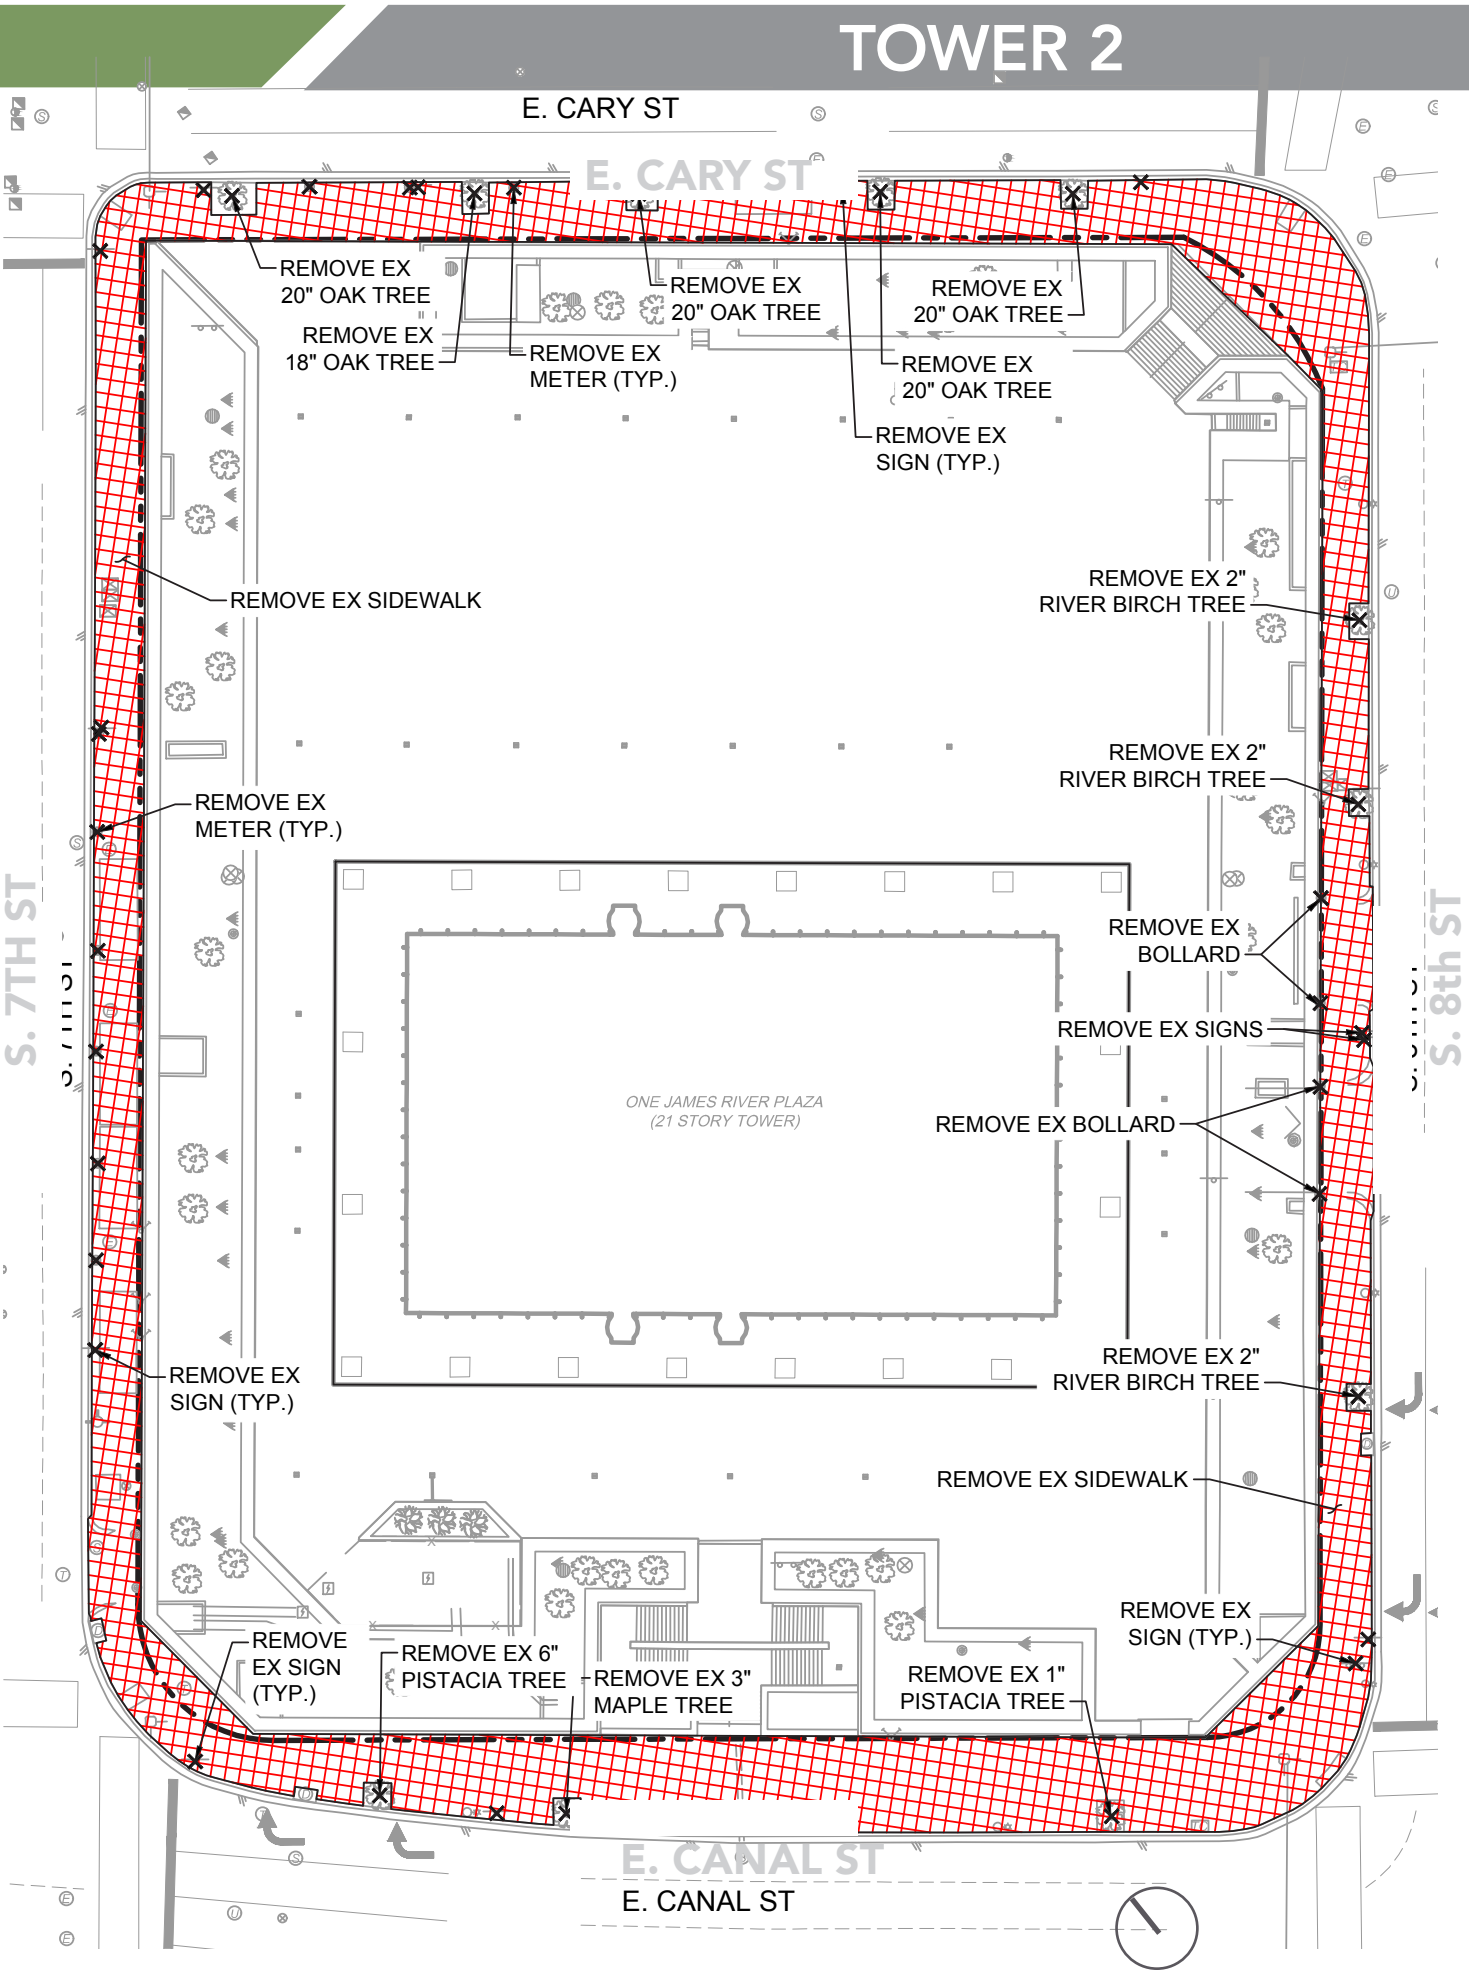 TOWER 2
E. CARY ST
E. CARY ST
REMOVE EX
20" OAK TREE
REMOVE EX
18" OAK TREE
REMOVE EX
METER (TYP.)
REMOVE EX
20" OAK TREE
REMOVE EX
20" OAK TREE
REMOVE EX
20" OAK TREE
REMOVE EX
SIGN (TYP.)
REMOVE EX SIDEWALK
REMOVE EX 2"
RIVER BIRCH TREE
REMOVE EX 2"
RIVER BIRCH TREE
REMOVE EX
METER (TYP.)
S. 7TH ST
S. 8th ST
REMOVE EX
BOLLARD
REMOVE EX SIGNS
REMOVE EX BOLLARD
ONE JAMES RIVER PLAZA
(21 STORY TOWER)
REMOVE EX
SIGN (TYP.)
REMOVE EX 2"
RIVER BIRCH TREE
REMOVE EX SIDEWALK
REMOVE EX
SIGN (TYP.)
REMOVE
EX SIGN
(TYP.)
REMOVE EX 6"
PISTACIA TREE
REMOVE EX 3"
MAPLE TREE
REMOVE EX 1"
PISTACIA TREE
E. CANAL ST
E. CANAL ST